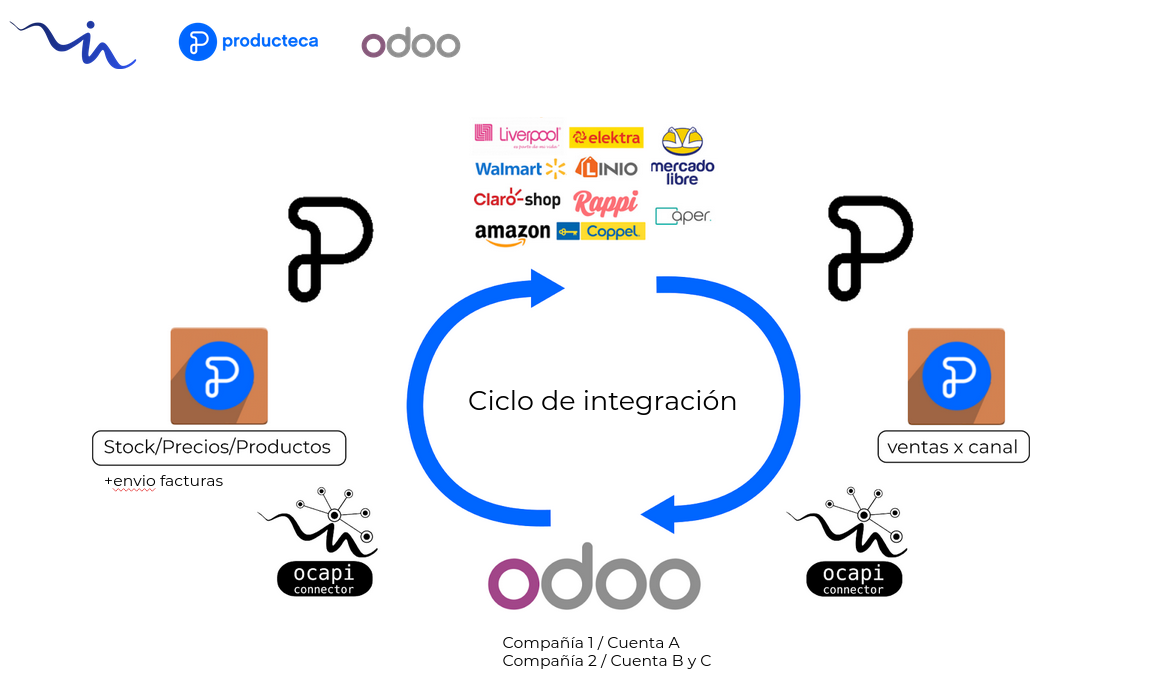 producteca
odoo
Liverpool
elektra
mercado libre
Walmart
LINIO
Claro-shop
Rappi
aper.
amazon
Coppel
Ciclo de integración
Stock/Precios/Productos
+envio facturas
ventas x canal
ocapi
connector
ocapi
connector
odoo
Compañía 1 / Cuenta A
Compañía 2 / Cuenta B y C